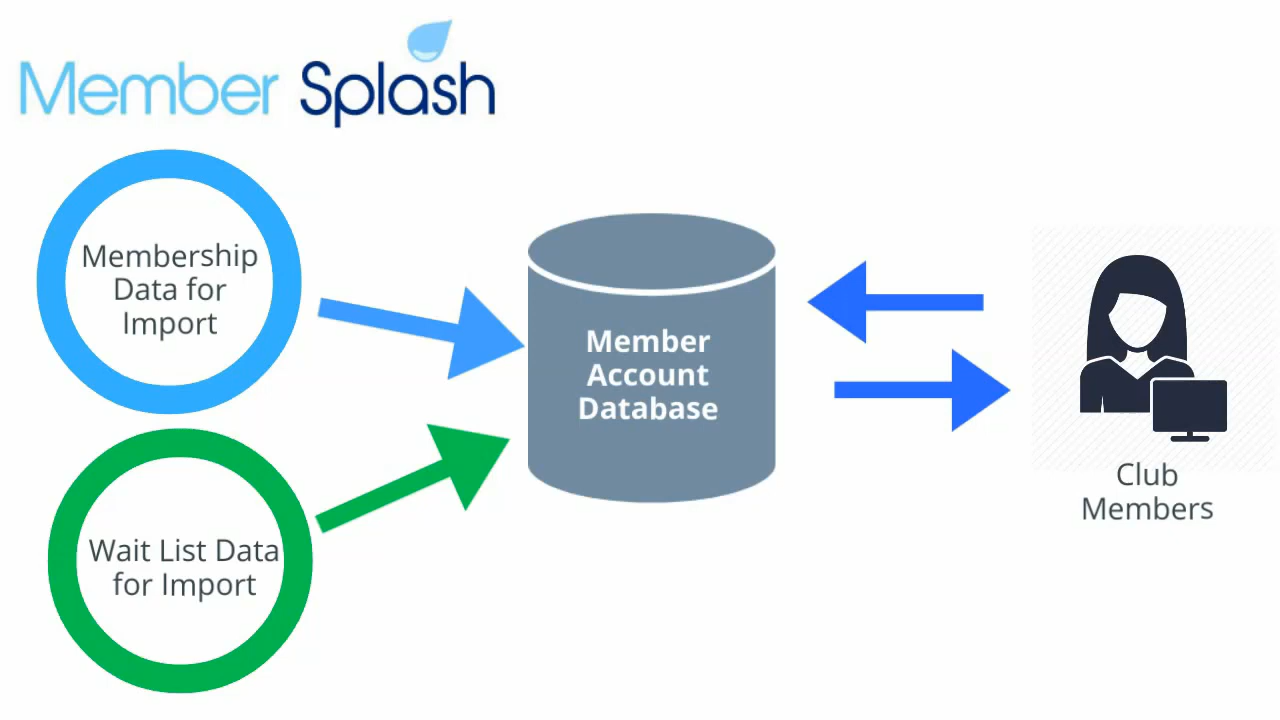 Member Splash
Membership
Data for
Import
Member
Account
Database
Club
Members
Wait List Data
for Import